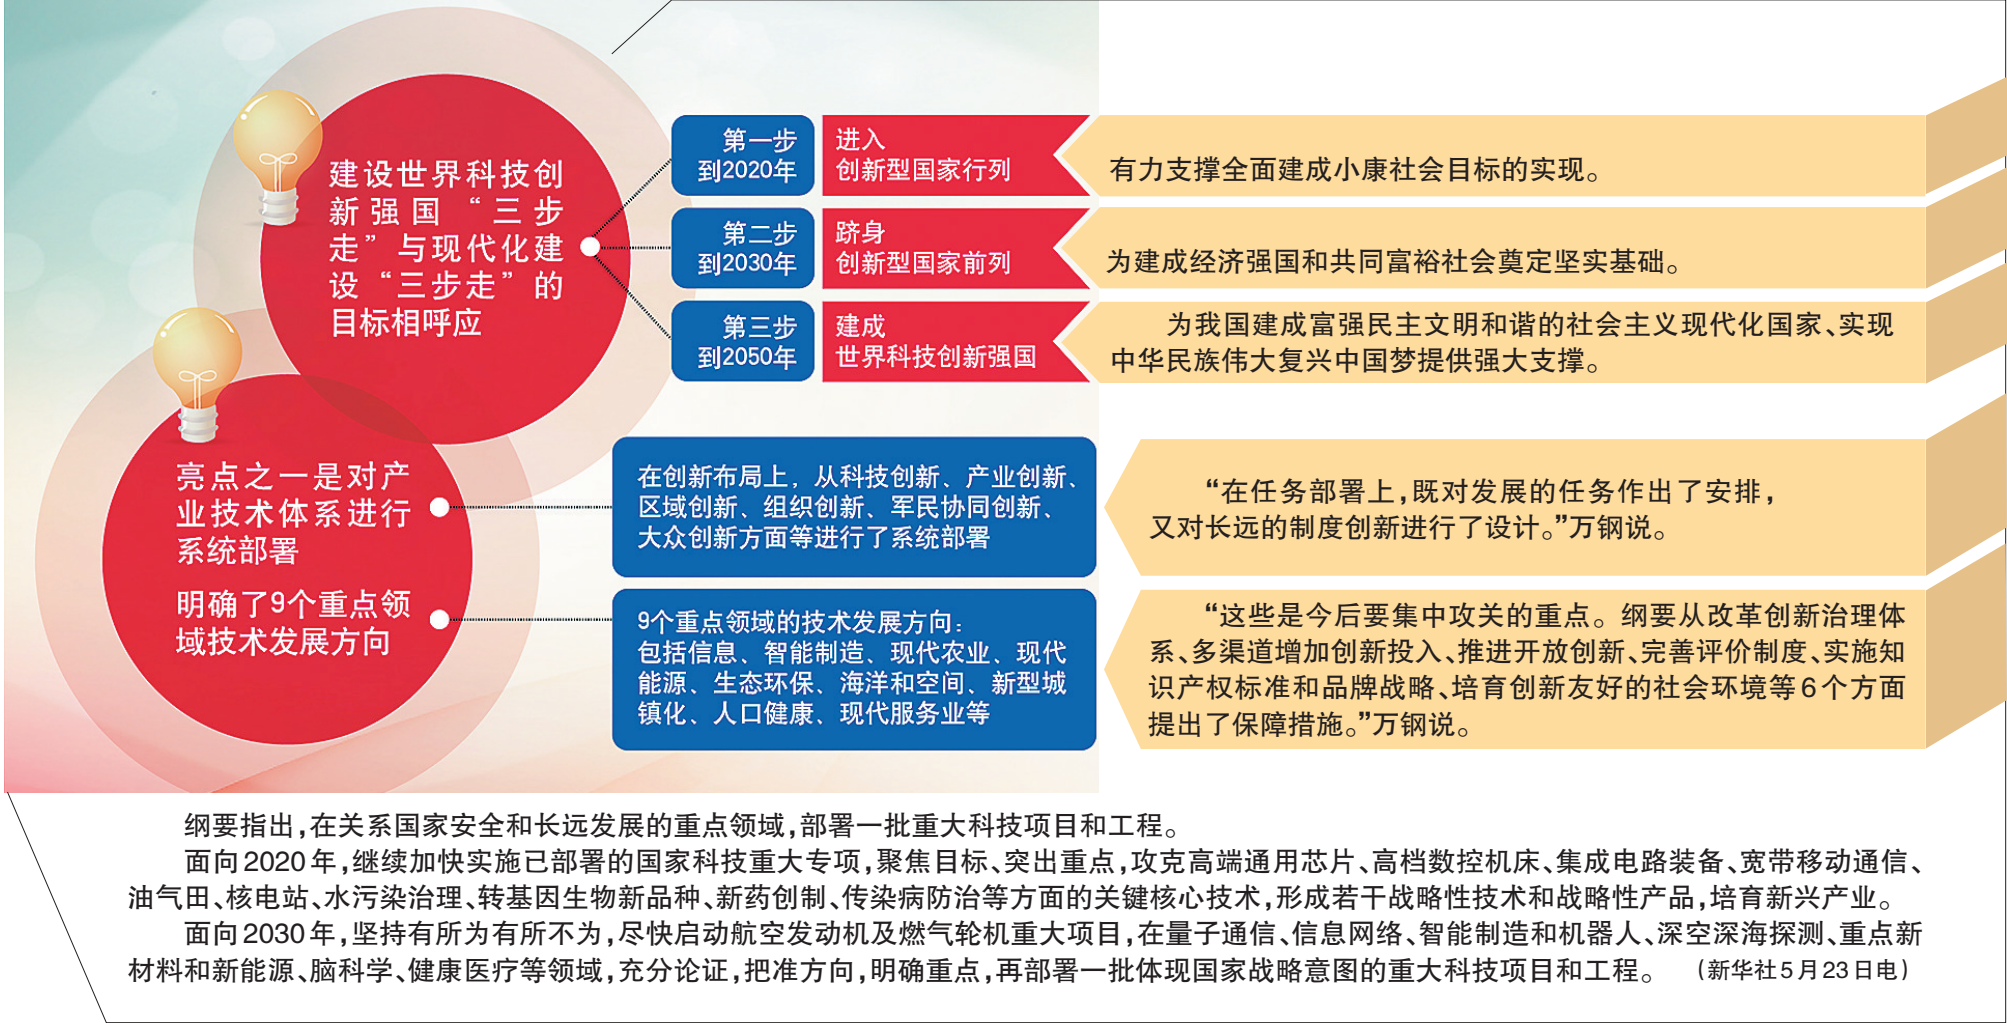 建设世界科技创
新强国“三步
走”与现代化建
设“三步走”的
目标相呼应
第一步
到2020年
进入
创新型国家行列
有力支撑全面建成小康社会目标的实现。
第二步
到2030年
跻身
创新型国家前列
为建成经济强国和共同富裕社会奠定坚实基础。
第三步
到2050年
建成
世界科技创新强国
为我国建成富强民主文明和谐的社会主义现代化国家、实现
中华民族伟大复兴中国梦提供强大支撑。
亮点之一是对产
业技术体系进行
系统部署
在创新布局上，从科技创新、产业创新、
区域创新、组织创新、军民协同创新、
大众创新方面等进行了系统部署
“在任务部署上，既对发展的任务作出了安排，
又对长远的制度创新进行了设计。”万钢说。
明确了9个重点领
域技术发展方向
9个重点领域的技术发展方向：
包括信息、智能制造、现代农业、现代
能源、生态环保、海洋和空间、新型城
镇化、人口健康、现代服务业等
“这些是今后要集中攻关的重点。纲要从改革创新治理体
系、多渠道增加创新投入、推进开放创新、完善评价制度、实施知
识产权标准和品牌战略、培育创新友好的社会环境等6个方面
提出了保障措施。”万钢说。
纲要指出，在关系国家安全和长远发展的重点领域，部署一批重大科技项目和工程。
面向2020年，继续加快实施已部署的国家科技重大专项，聚焦目标、突出重点，攻克高端通用芯片、高档数控机床、集成电路装备、宽带移动通信、
油气田、核电站、水污染治理、转基因生物新品种、新药创制、传染病防治等方面的关键核心技术，形成若干战略性技术和战略性产品，培育新兴产业。
面向2030年，坚持有所为有所不为，尽快启动航空发动机及燃气轮机重大项目，在量子通信、信息网络、智能制造和机器人、深空深海探测、重点新
材料和新能源、脑科学、健康医疗等领域，充分论证，把准方向，明确重点，再部署一批体现国家战略意图的重大科技项目和工程。 （新华社5月23日电）